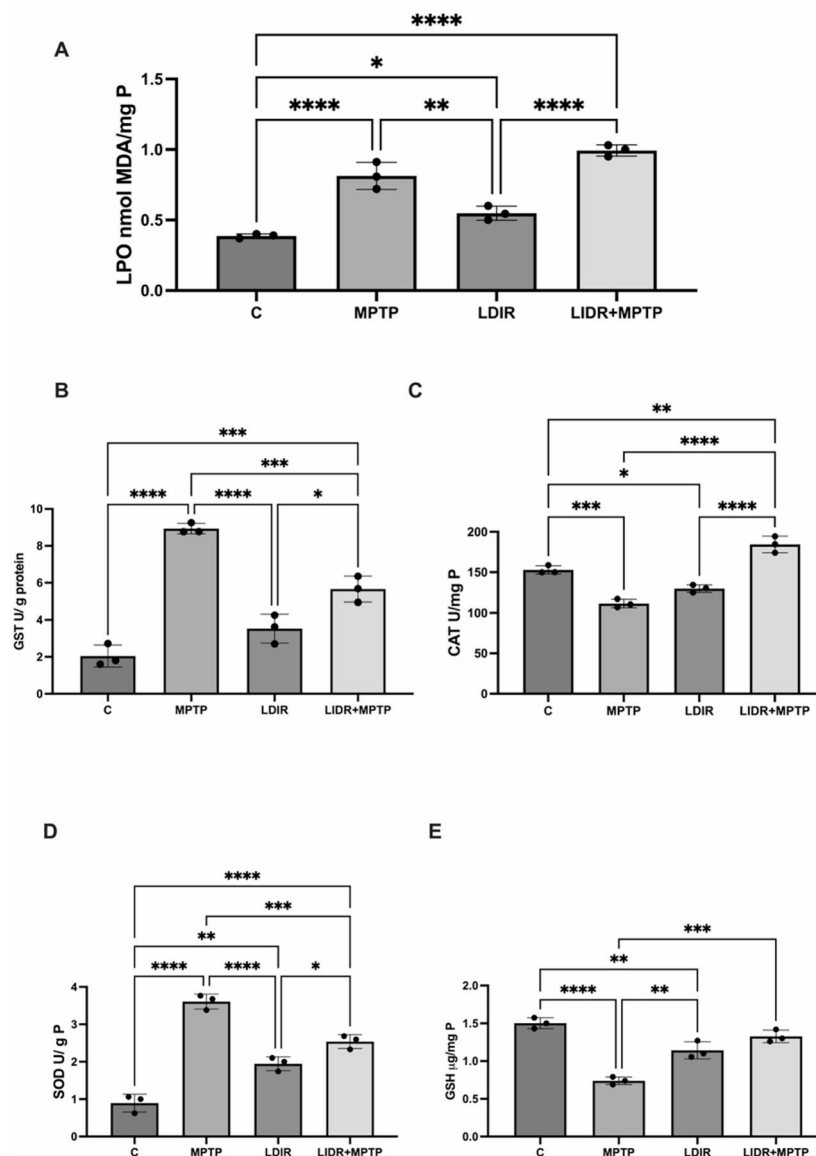 A
****
*
**** ** ****
LPO nmol MDA/mg P
1.5
1.0
0.5
0.0
C MPTP LDIR LIDR+MPTP
B
***
***
**** **** *
GST U/ g protein
10
8
6
4
2
0
C MPTP LDIR LIDR+MPTP
C
**
****
*
*** ****
CAT U/mg P
200
150
100
50
0
C MPTP LDIR LIDR+MPTP
D
****
***
**
**** **** *
SOD U/ g P
4
3
2
1
0
C MPTP LDIR LIDR+MPTP
E
***
**
**** **
GSH µg/mg P
2.0
1.5
1.0
0.5
0.0
C MPTP LDIR LIDR+MPTP